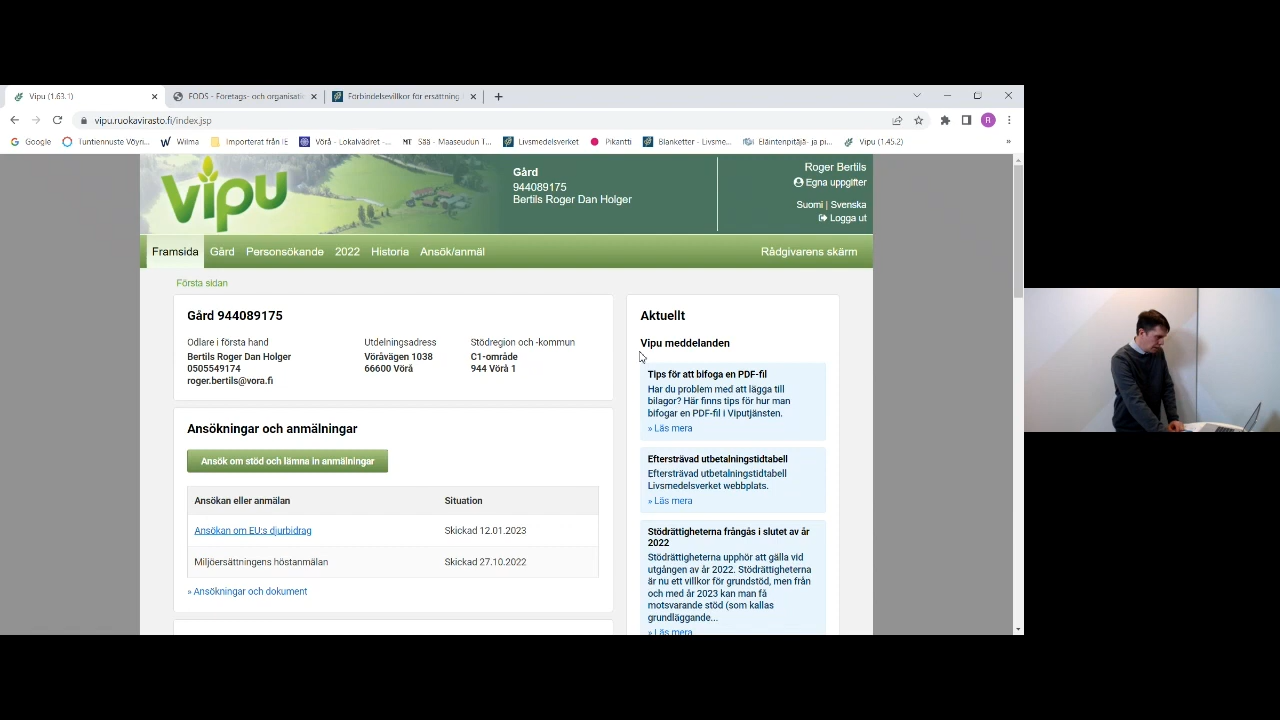 Vipu (1.63.1)
FODS - Företags- och organisatio
Förbindelsevillkor för ersättning
vipu.ruokavirasto.fi/index.jsp
R
Google
Tuntiennuste Vöyri...
Wilma
Importerat från IE
Vörå - Lokalvädret -...
Sää - Maaseudun T...
Livsmedelsverket
Pikantti
Blanketter - Livsme...
Eläintenpitäjä- ja pi...
Vipu (1.45.2)
»
vipu
Gård
944089175
Bertils Roger Dan Holger
Roger Bertils
Egna uppgifter
Suomi | Svenska
Logga ut
Framsida Gård Personsökande 2022 Historia Ansök/anmäl Rådgivarens skärm
Första sidan
Gård 944089175
Odlare i första hand
Bertils Roger Dan Holger
0505549174
roger.bertils@vora.fi
Utdelningsadress
Vöråvägen 1038
66600 Vörå
Stödregion och -kommun
C1-område
944 Vörå 1
Ansökningar och anmälningar
Ansök om stöd och lämna in anmälningar
Ansökan eller anmälan Situation
Ansökan om EU:s djurbidrag Skickad 12.01.2023
Miljöersättningens höstanmälan Skickad 27.10.2022
» Ansökningar och dokument
Aktuellt
Vipu meddelanden
Tips för att bifoga en PDF-fil
Har du problem med att lägga till
bilagor? Här finns tips för hur man
bifogar en PDF-fil i Viputjänsten.
» Läs mera
Eftersträvad utbetalningstidtabell
Eftersträvad utbetalningstidtabell
Livsmedelsverket webbplats.
» Läs mera
Stödrättigheterna frångås i slutet av år
2022
Stödrättigheterna upphör att gälla vid
utgången av år 2022. Stödrättigheterna
är nu ett villkor för grundstöd, men från
och med år 2023 kan man få
motsvarande stöd (som kallas
grundläggande...
» Läs mera